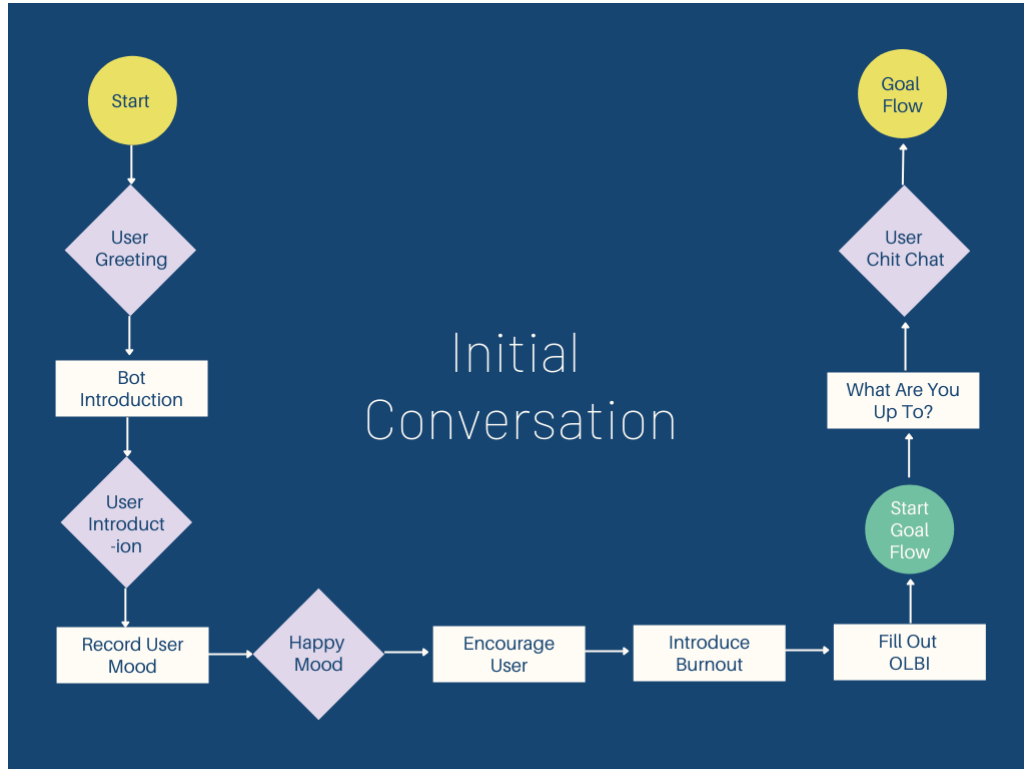 Start
User
Greeting
Bot
Introduction
User
Introduct
-ion
Record User
Mood
Happy
Mood
Encourage
User
Introduce
Burnout
Fill Out
OLBI
Start
Goal
Flow
What Are You
Up To?
User
Chit Chat
Goal
Flow
Initial
Conversation